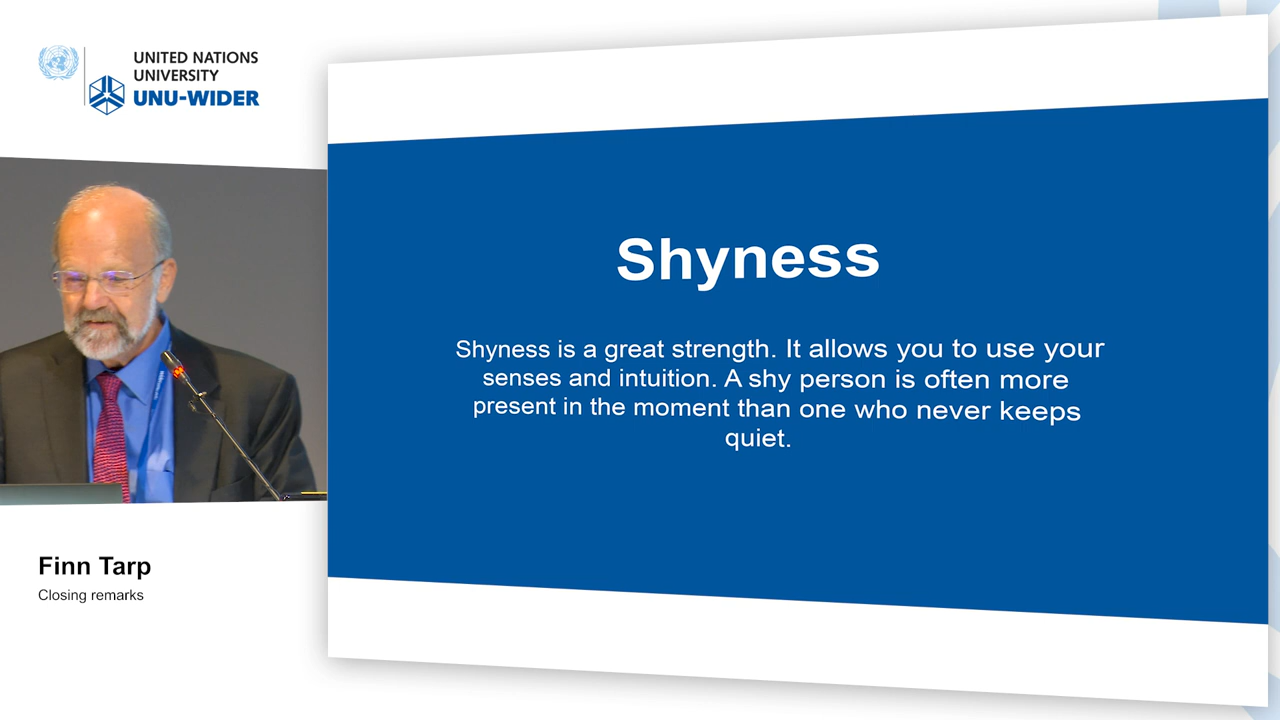 UNITED NATIONS
UNIVERSITY
UNU-WIDER
Shyness
Shyness is a great strength. It allows you to use your
senses and intuition. A shy person is often more
present in the moment than one who never keeps
quiet.
Finn Tarp
Closing remarks